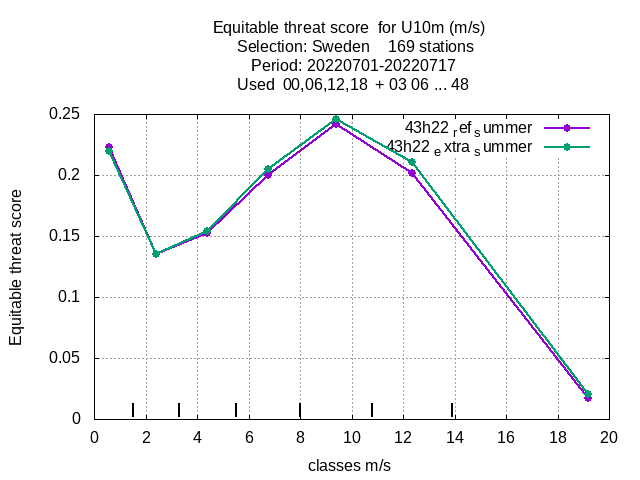 Equitable threat score  for U10m (m/s)
Selection: Sweden    169 stations
Period: 20220701-20220717
Used  00,06,12,18  + 03 06 ... 48
43h22 ref summer
43h22 extra summer
Equitable threat score
0.25
0.2
0.15
0.1
0.05
0
0 2 4 6 8 10 12 14 16 18 20
classes m/s